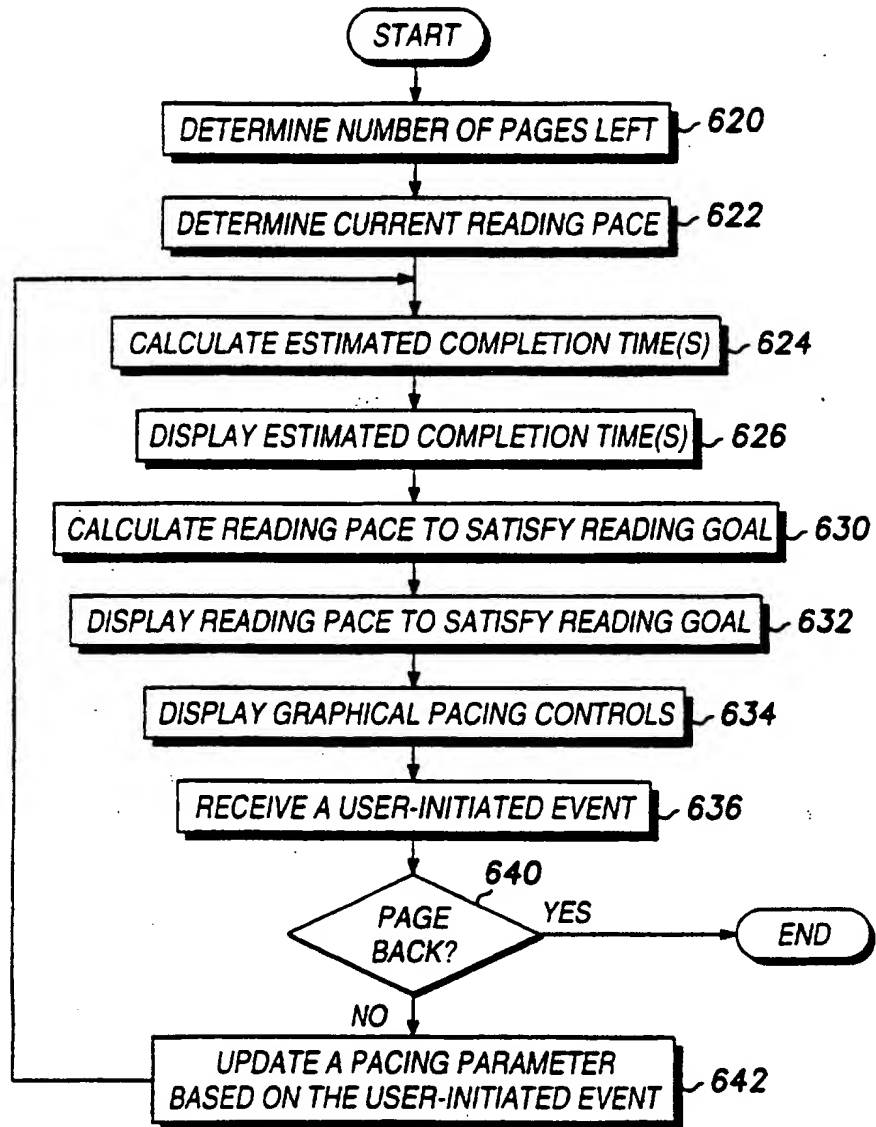 START
DETERMINE NUMBER OF PAGES LEFT 620
DETERMINE CURRENT READING PACE 622
CALCULATE ESTIMATED COMPLETION TIME(S) 624
DISPLAY ESTIMATED COMPLETION TIME(S) 626
CALCULATE READING PACE TO SATISFY READING GOAL 630
DISPLAY READING PACE TO SATISFY READING GOAL 632
DISPLAY GRAPHICAL PACING CONTROLS 634
RECEIVE A USER-INITIATED EVENT 636
640
PAGE
BACK?
YES
END
NO
UPDATE A PACING PARAMETER
BASED ON THE USER-INITIATED EVENT 642